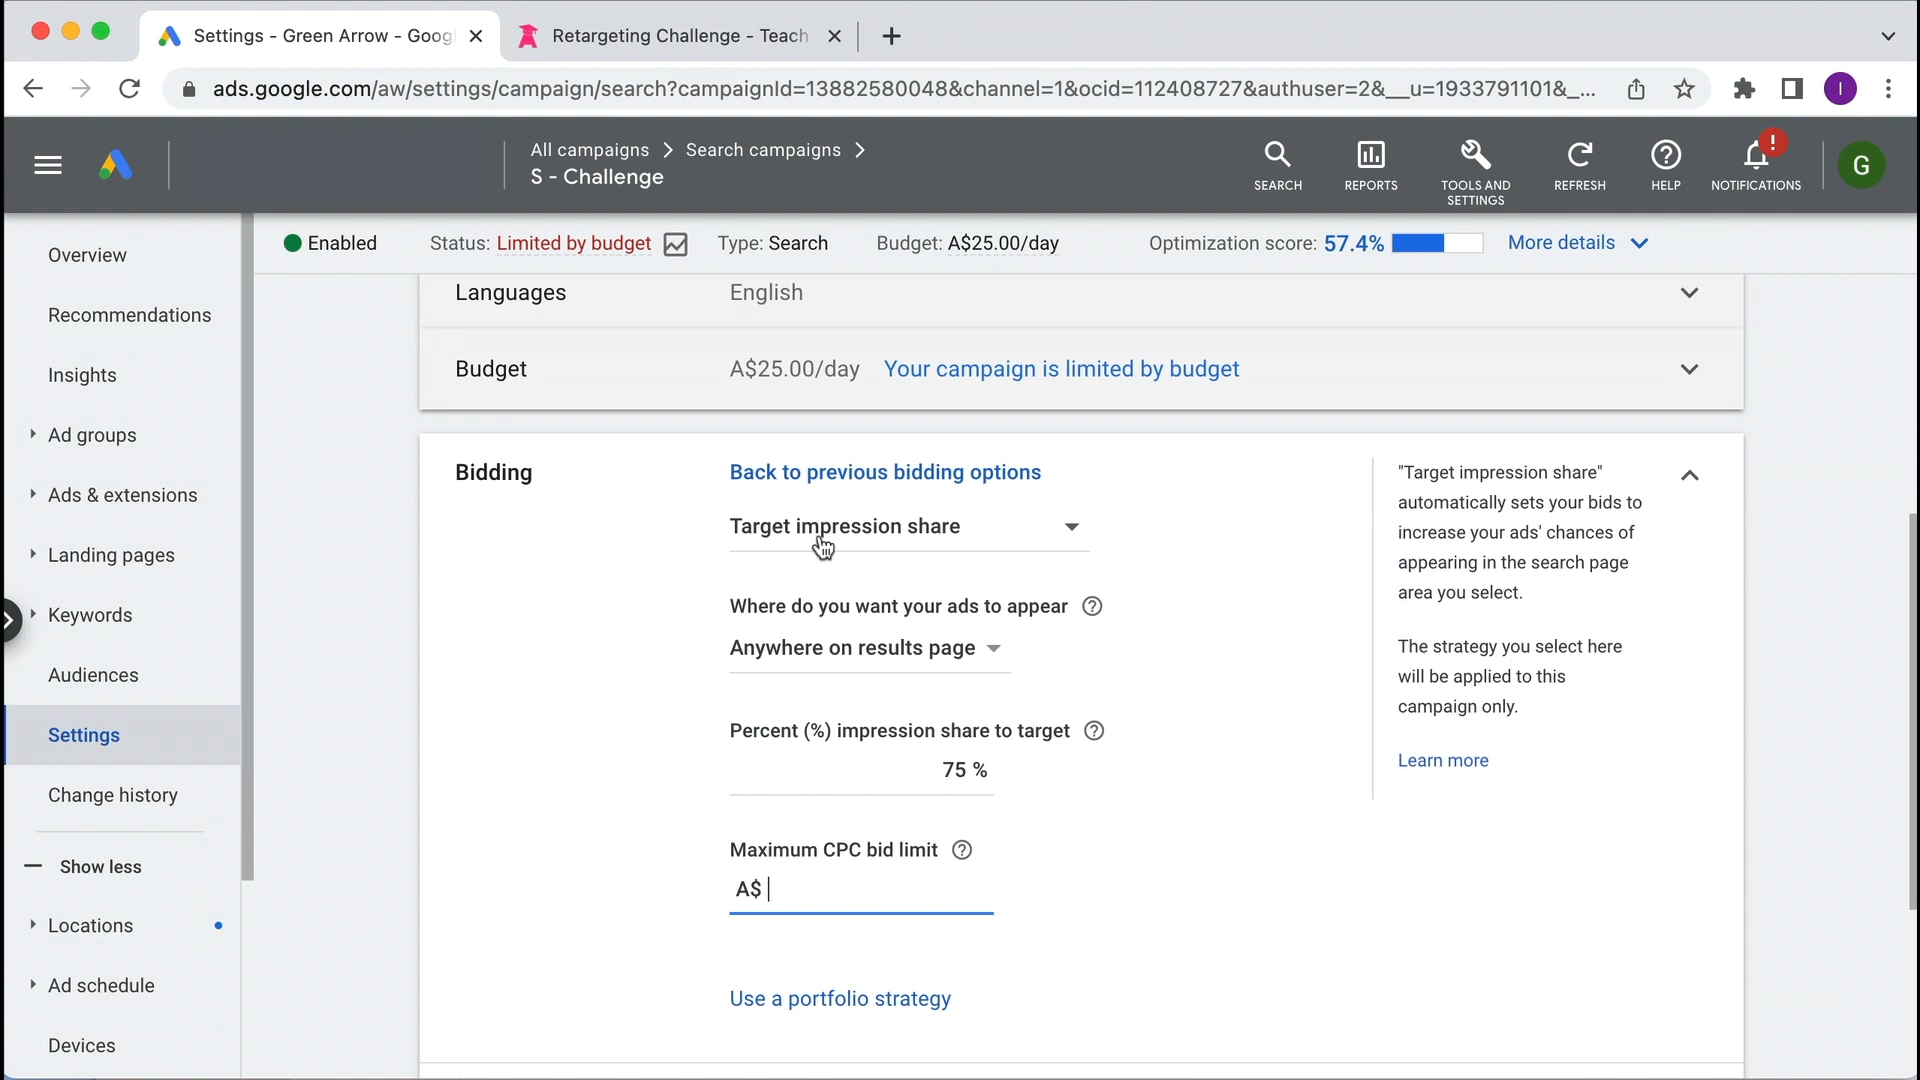 Settings - Green Arrow - Goog
Retargeting Challenge - Teach
ads.google.com/aw/settings/campaign/search?campaignId=13882580048&channel=1&ocid=112408727&authuser=2&__u=1933791101&_...
I
All campaigns > Search campaigns >
S - Challenge
SEARCH
REPORTS
TOOLS AND
SETTINGS
REFRESH
HELP
!
NOTIFICATIONS
G
Overview
Recommendations
Insights
Ad groups
Ads & extensions
Landing pages
Keywords
Audiences
Settings
Change history
Show less
Locations
Ad schedule
Devices
Enabled
Status: Limited by budget
Type: Search
Budget: A$25.00/day
Optimization score: 57.4%
More details
Languages
English
Budget
A$25.00/day
Your campaign is limited by budget
Bidding
Back to previous bidding options
Target impression share
Where do you want your ads to appear
Anywhere on results page
Percent (%) impression share to target
75 %
Maximum CPC bid limit
A$
Use a portfolio strategy
"Target impression share"
automatically sets your bids to
increase your ads' chances of
appearing in the search page
area you select.
The strategy you select here
will be applied to this
campaign only.
Learn more